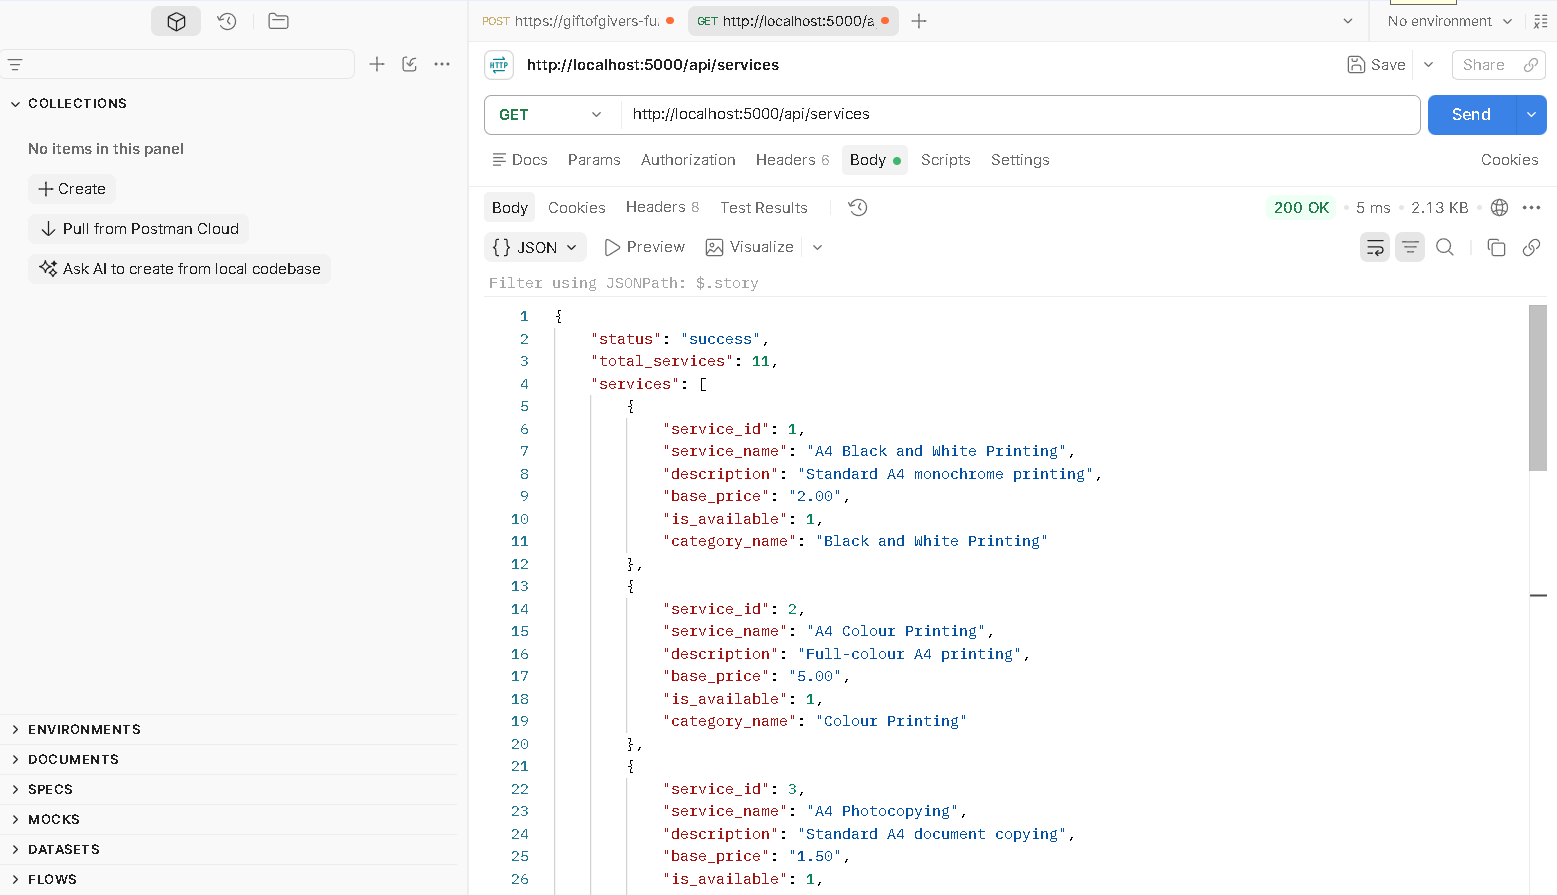 POST https://giftofgivers-fu.
GET http://localhost:5000/a
No environment
HTTP http://localhost:5000/api/services
Save
Share
COLLECTIONS
No items in this panel
Create
Pull from Postman Cloud
Ask AI to create from local codebase
ENVIRONMENTS
DOCUMENTS
SPECS
MOCKS
DATASETS
FLOWS
GET
http://localhost:5000/api/services
Send
Docs Params Authorization Headers 6 Body Scripts Settings
Cookies
Body Cookies Headers 8 Test Results
200 OK • 5 ms • 2.13 KB •
{} JSON Preview Visualize
Filter using JSONPath: $.story
1 {
2 "status": "success",
3 "total_services": 11,
4 "services": [
5 {
6 "service_id": 1,
7 "service_name": "A4 Black and White Printing",
8 "description": "Standard A4 monochrome printing",
9 "base_price": "2.00",
10 "is_available": 1,
11 "category_name": "Black and White Printing"
12 },
13 {
14 "service_id": 2,
15 "service_name": "A4 Colour Printing",
16 "description": "Full-colour A4 printing",
17 "base_price": "5.00",
18 "is_available": 1,
19 "category_name": "Colour Printing"
20 },
21 {
22 "service_id": 3,
23 "service_name": "A4 Photocopying",
24 "description": "Standard A4 document copying",
25 "base_price": "1.50",
26 "is_available": 1,